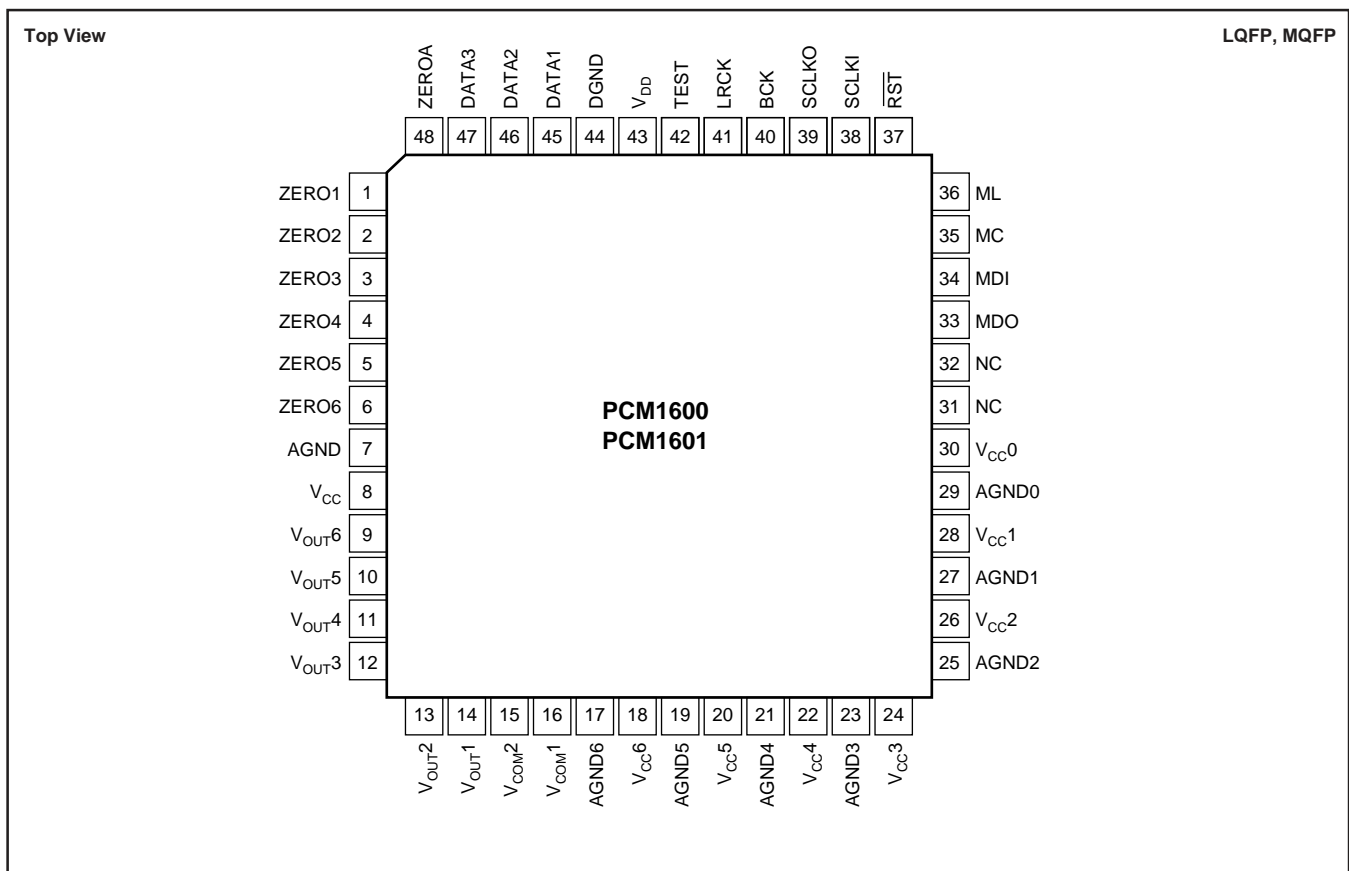 Top View
LQFP, MQFP
ZEROA
DATA3
DATA2
DATA1
DGND
VDD
TEST
LRCK
BCK
SCLKO
SCLKI
RST
48 47 46 45 44 43 42 41 40 39 38 37
ZERO1 1
ZERO2 2
ZERO3 3
ZERO4 4
ZERO5 5
ZERO6 6
AGND 7
VCC 8
VOUT6 9
VOUT5 10
VOUT4 11
VOUT3 12
PCM1600
PCM1601
36 ML
35 MC
34 MDI
33 MDO
32 NC
31 NC
30 VCC0
29 AGND0
28 VCC1
27 AGND1
26 VCC2
25 AGND2
13 14 15 16 17 18 19 20 21 22 23 24
VOUT2
VOUT1
VCOM2
VCOM1
AGND6
VCC6
AGND5
VCC5
AGND4
VCC4
AGND3
VCC3